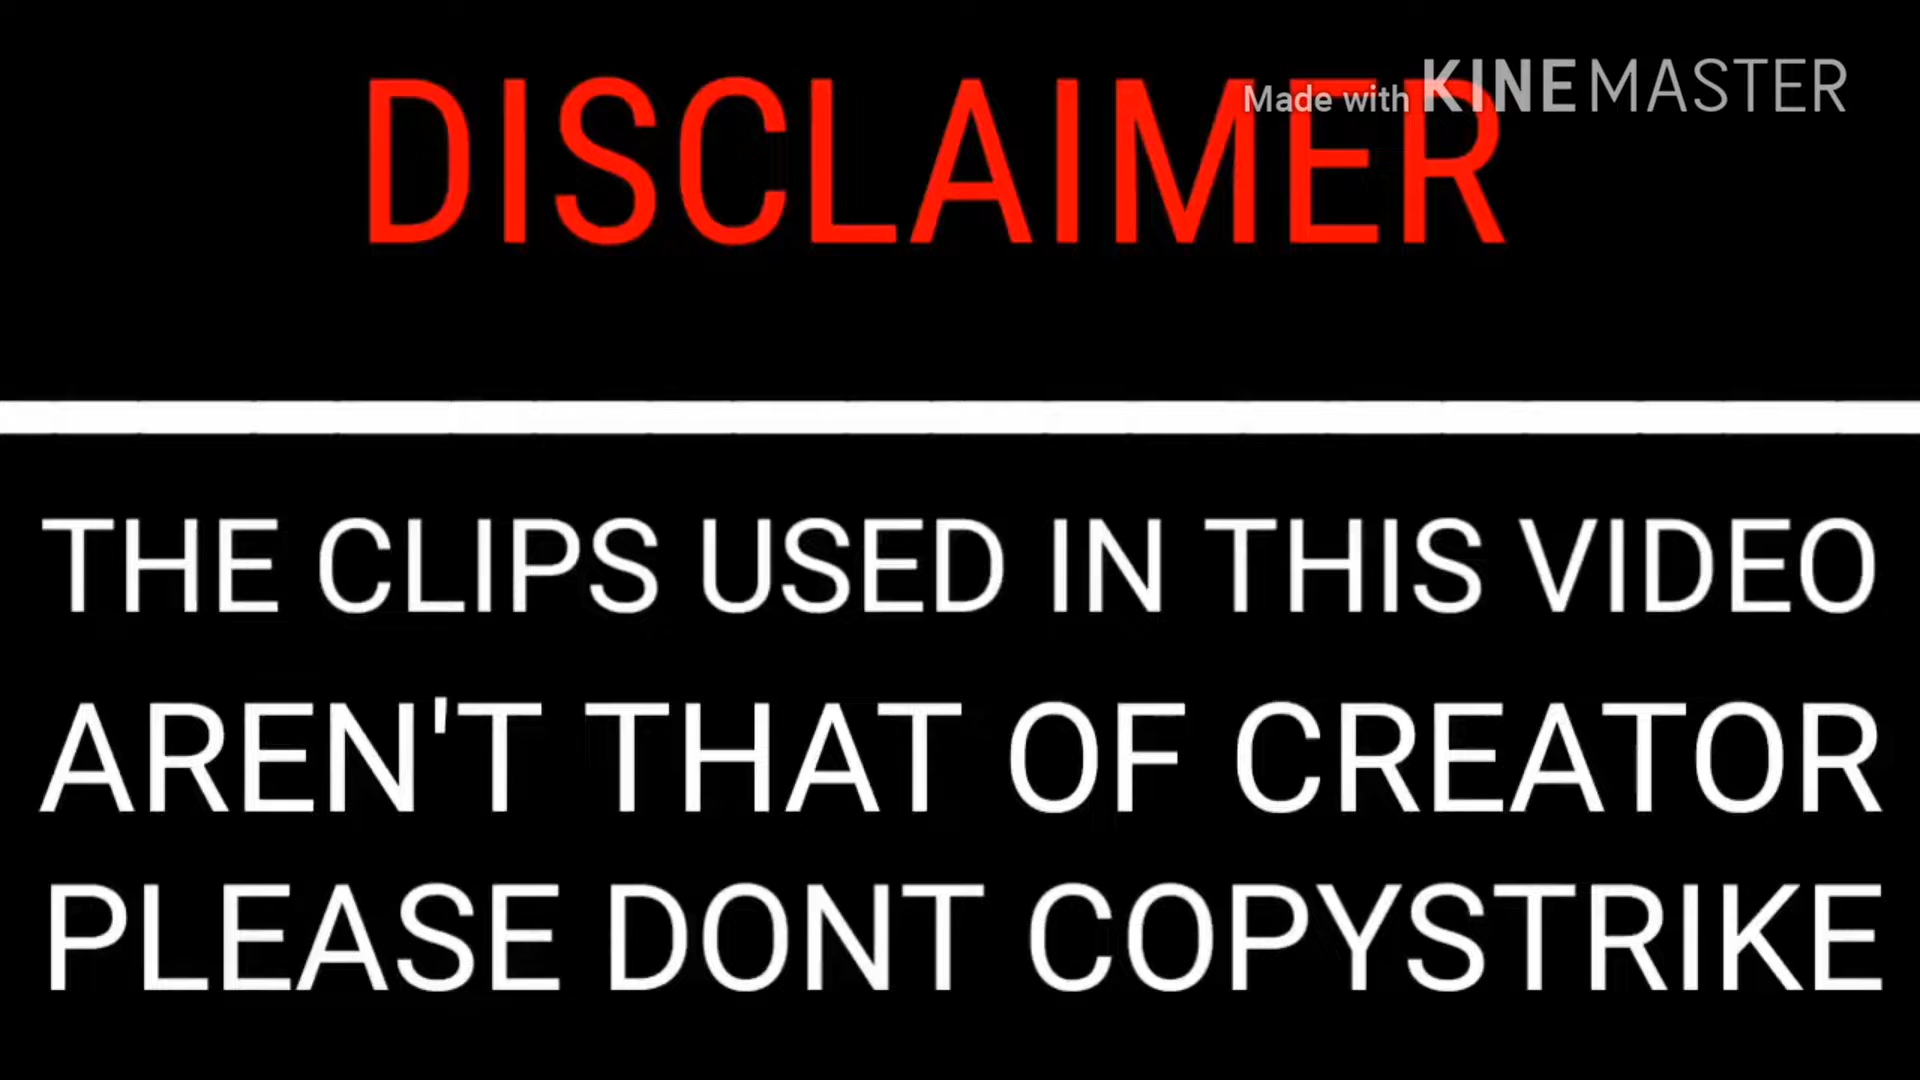 DISCLAIMER
Made with KINEMASTER
THE CLIPS USED IN THIS VIDEO
AREN'T THAT OF CREATOR
PLEASE DONT COPYSTRIKE